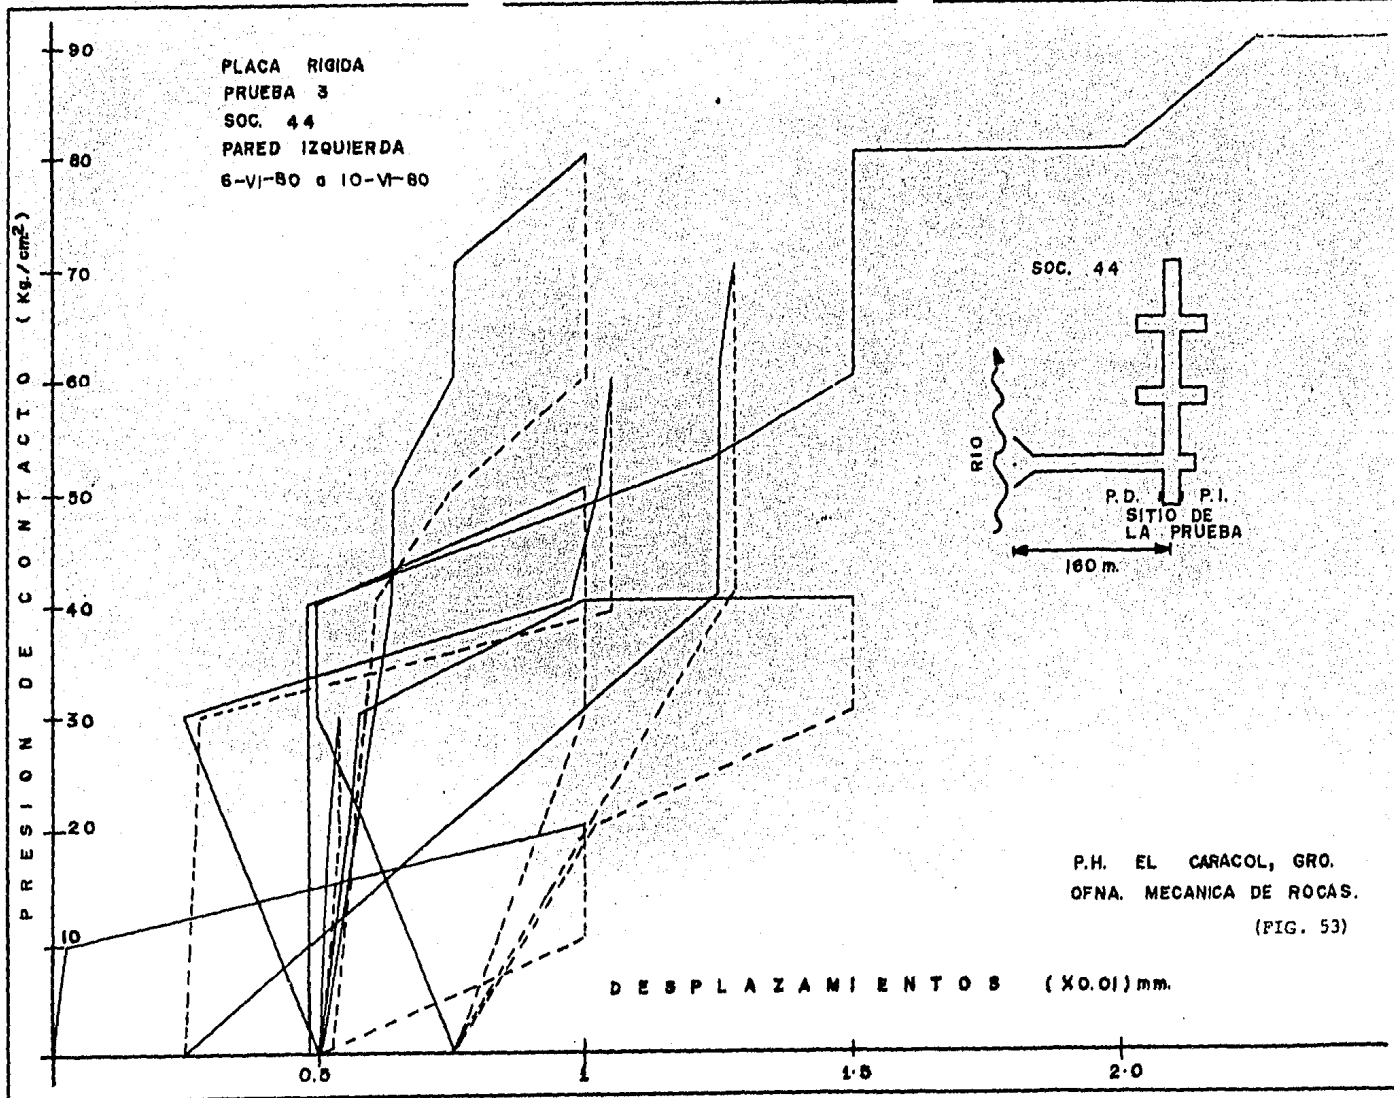 PLACA RIGIDA
PRUEBA 3
SOC. 44
PARED IZQUIERDA
6-VI-80 a 10-VI-80
PRESION DE CONTACTO (Kg./cm²)
90
80
70
60
50
40
30
20
10
0.5
1
1.5
2.0
DESPLAZAMIENTOS (X0.01) mm.
SOC. 44
RIO
P.D. P.I.
SITIO DE
LA PRUEBA
160 m.
P.H. EL CARACOL, GRO.
OFNA. MECANICA DE ROCAS.
(FIG. 53)